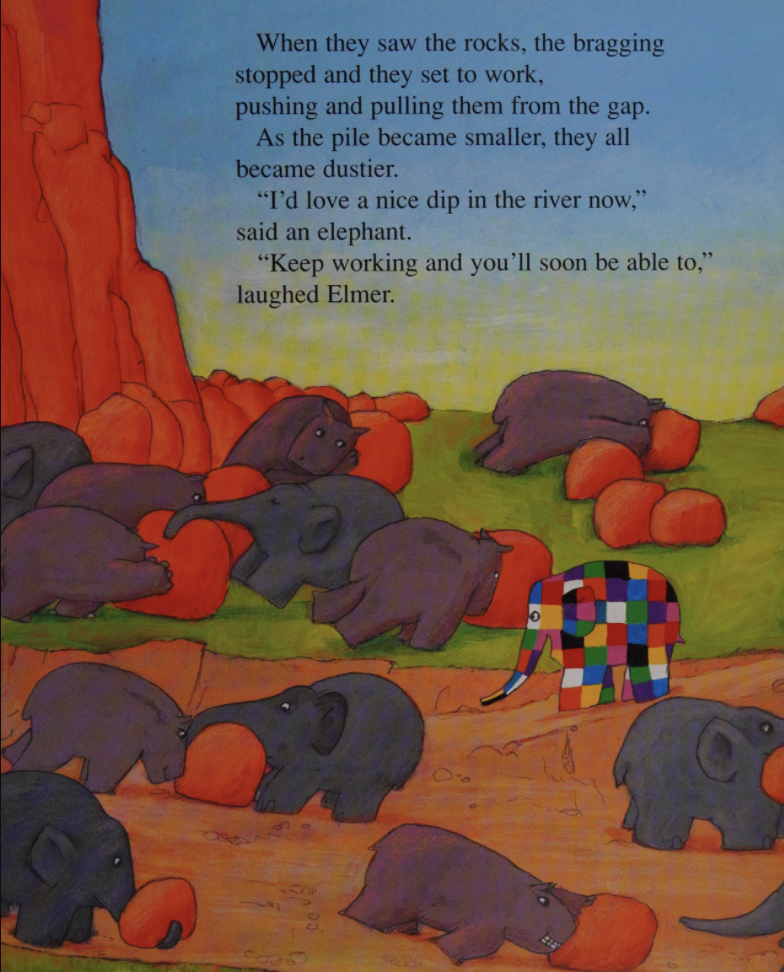 When they saw the rocks, the bragging
stopped and they set to work,
pushing and pulling them from the gap.
As the pile became smaller, they all
became dustier.
“I’d love a nice dip in the river now,”
said an elephant.
“Keep working and you’ll soon be able to,”
laughed Elmer.